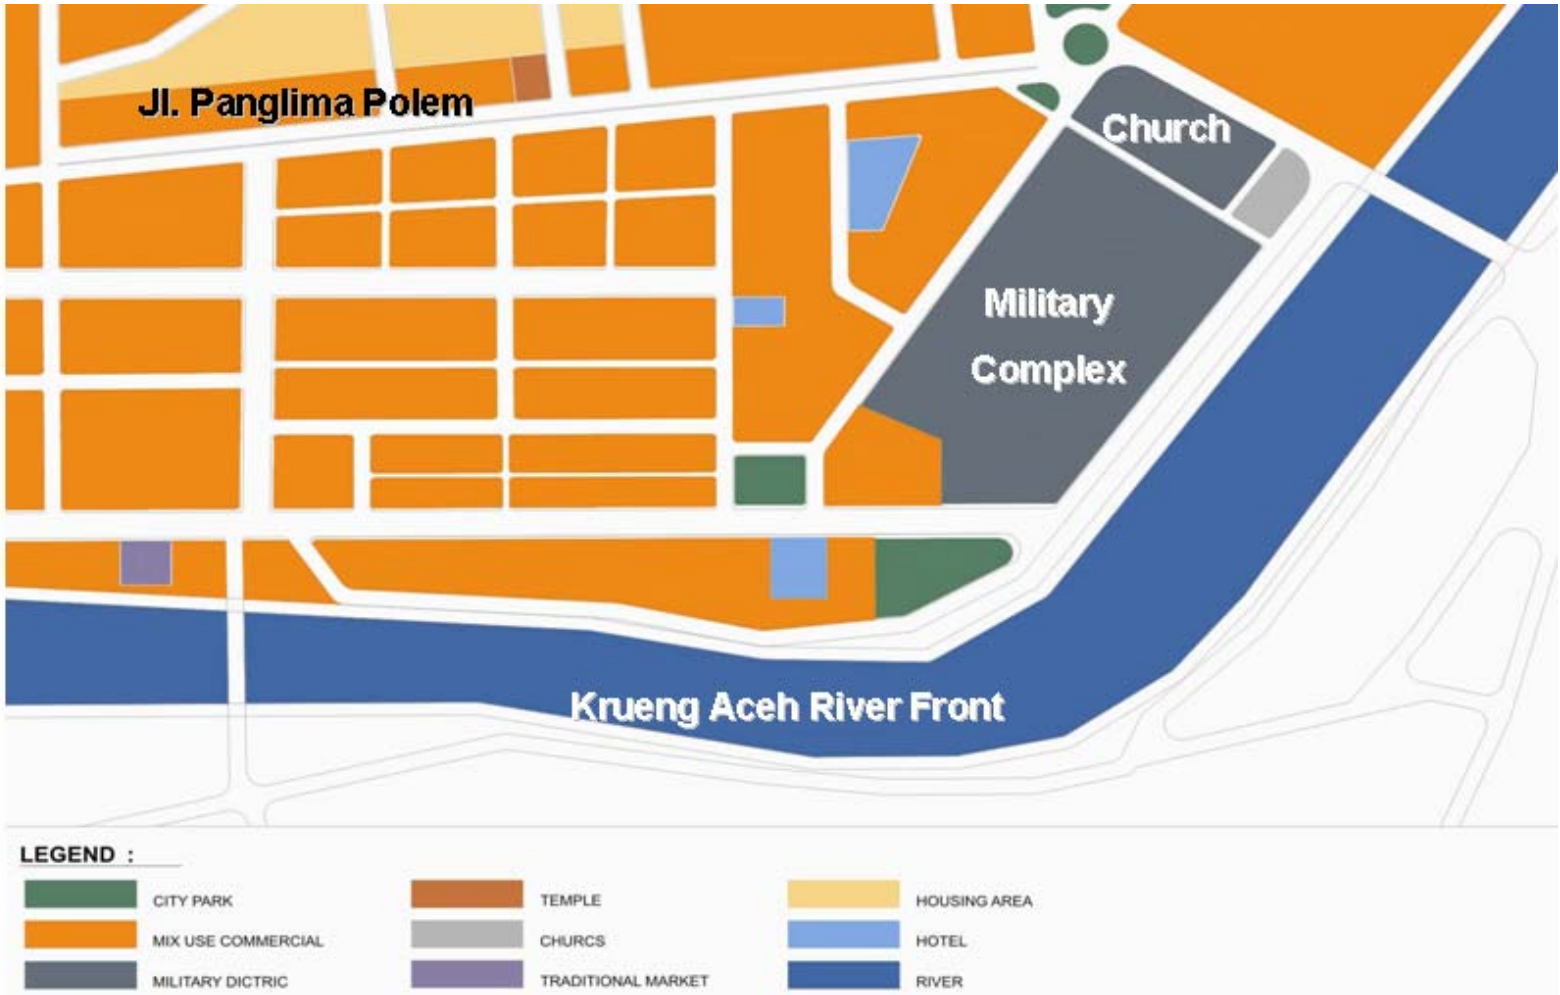 Jl. Panglima Polem
Church
Military
Complex
Krueng Aceh River Front
LEGEND :
CITY PARK
TEMPLE
HOUSING AREA
MIX USE COMMERCIAL
CHURCS
HOTEL
MILITARY DICTRIC
TRADITIONAL MARKET
RIVER